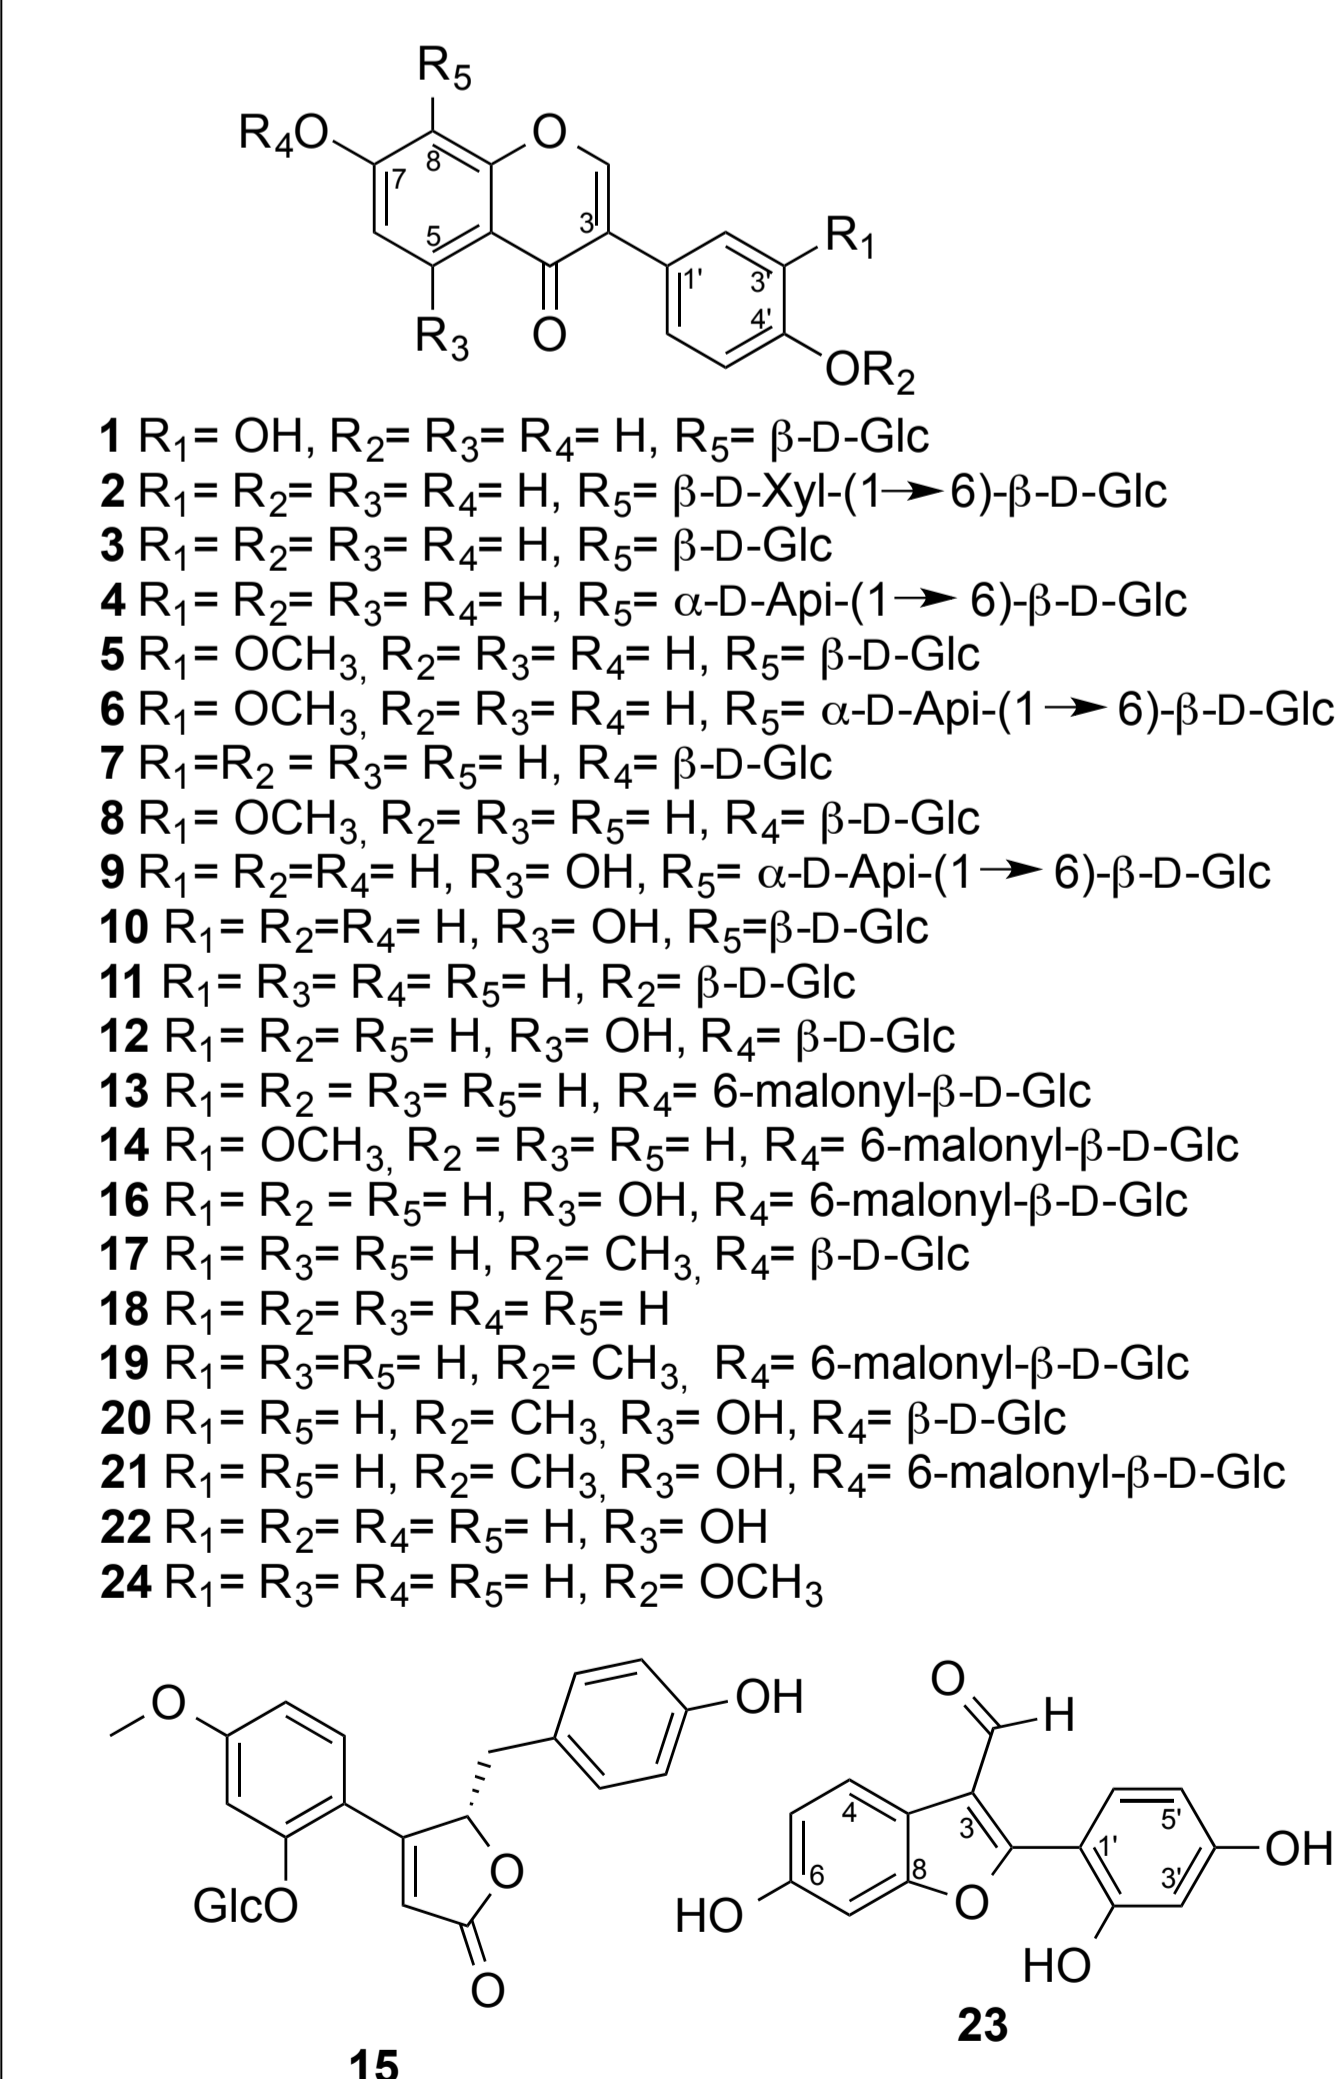 R5
R4O
O
8
7
5
3
R1
1'
3'
4'
R3
O
OR2
1 R1= OH, R2= R3= R4= H, R5= β-D-Glc
2 R1= R2= R3= R4= H, R5= β-D-Xyl-(1→6)-β-D-Glc
3 R1= R2= R3= R4= H, R5= β-D-Glc
4 R1= R2= R3= R4= H, R5= α-D-Api-(1→ 6)-β-D-Glc
5 R1= OCH3, R2= R3= R4= H, R5= β-D-Glc
6 R1= OCH3, R2= R3= R4= H, R5= α-D-Api-(1→ 6)-β-D-Glc
7 R1=R2 = R3= R5= H, R4= β-D-Glc
8 R1= OCH3, R2= R3= R5= H, R4= β-D-Glc
9 R1= R2=R4= H, R3= OH, R5= α-D-Api-(1→ 6)-β-D-Glc
10 R1= R2=R4= H, R3= OH, R5=β-D-Glc
11 R1= R3= R4= R5= H, R2= β-D-Glc
12 R1= R2= R5= H, R3= OH, R4= β-D-Glc
13 R1= R2 = R3= R5= H, R4= 6-malonyl-β-D-Glc
14 R1= OCH3, R2 = R3= R5= H, R4= 6-malonyl-β-D-Glc
16 R1= R2 = R5= H, R3= OH, R4= 6-malonyl-β-D-Glc
17 R1= R3= R5= H, R2= CH3, R4= β-D-Glc
18 R1= R2= R3= R4= R5= H
19 R1= R3=R5= H, R2= CH3, R4= 6-malonyl-β-D-Glc
20 R1= R5= H, R2= CH3, R3= OH, R4= β-D-Glc
21 R1= R5= H, R2= CH3, R3= OH, R4= 6-malonyl-β-D-Glc
22 R1= R2= R4= R5= H, R3= OH
24 R1= R3= R4= R5= H, R2= OCH3
O
OH
O
GlcO
O
15
O
H
4
3
5'
1'
OH
6
8
3'
HO
O
HO
23